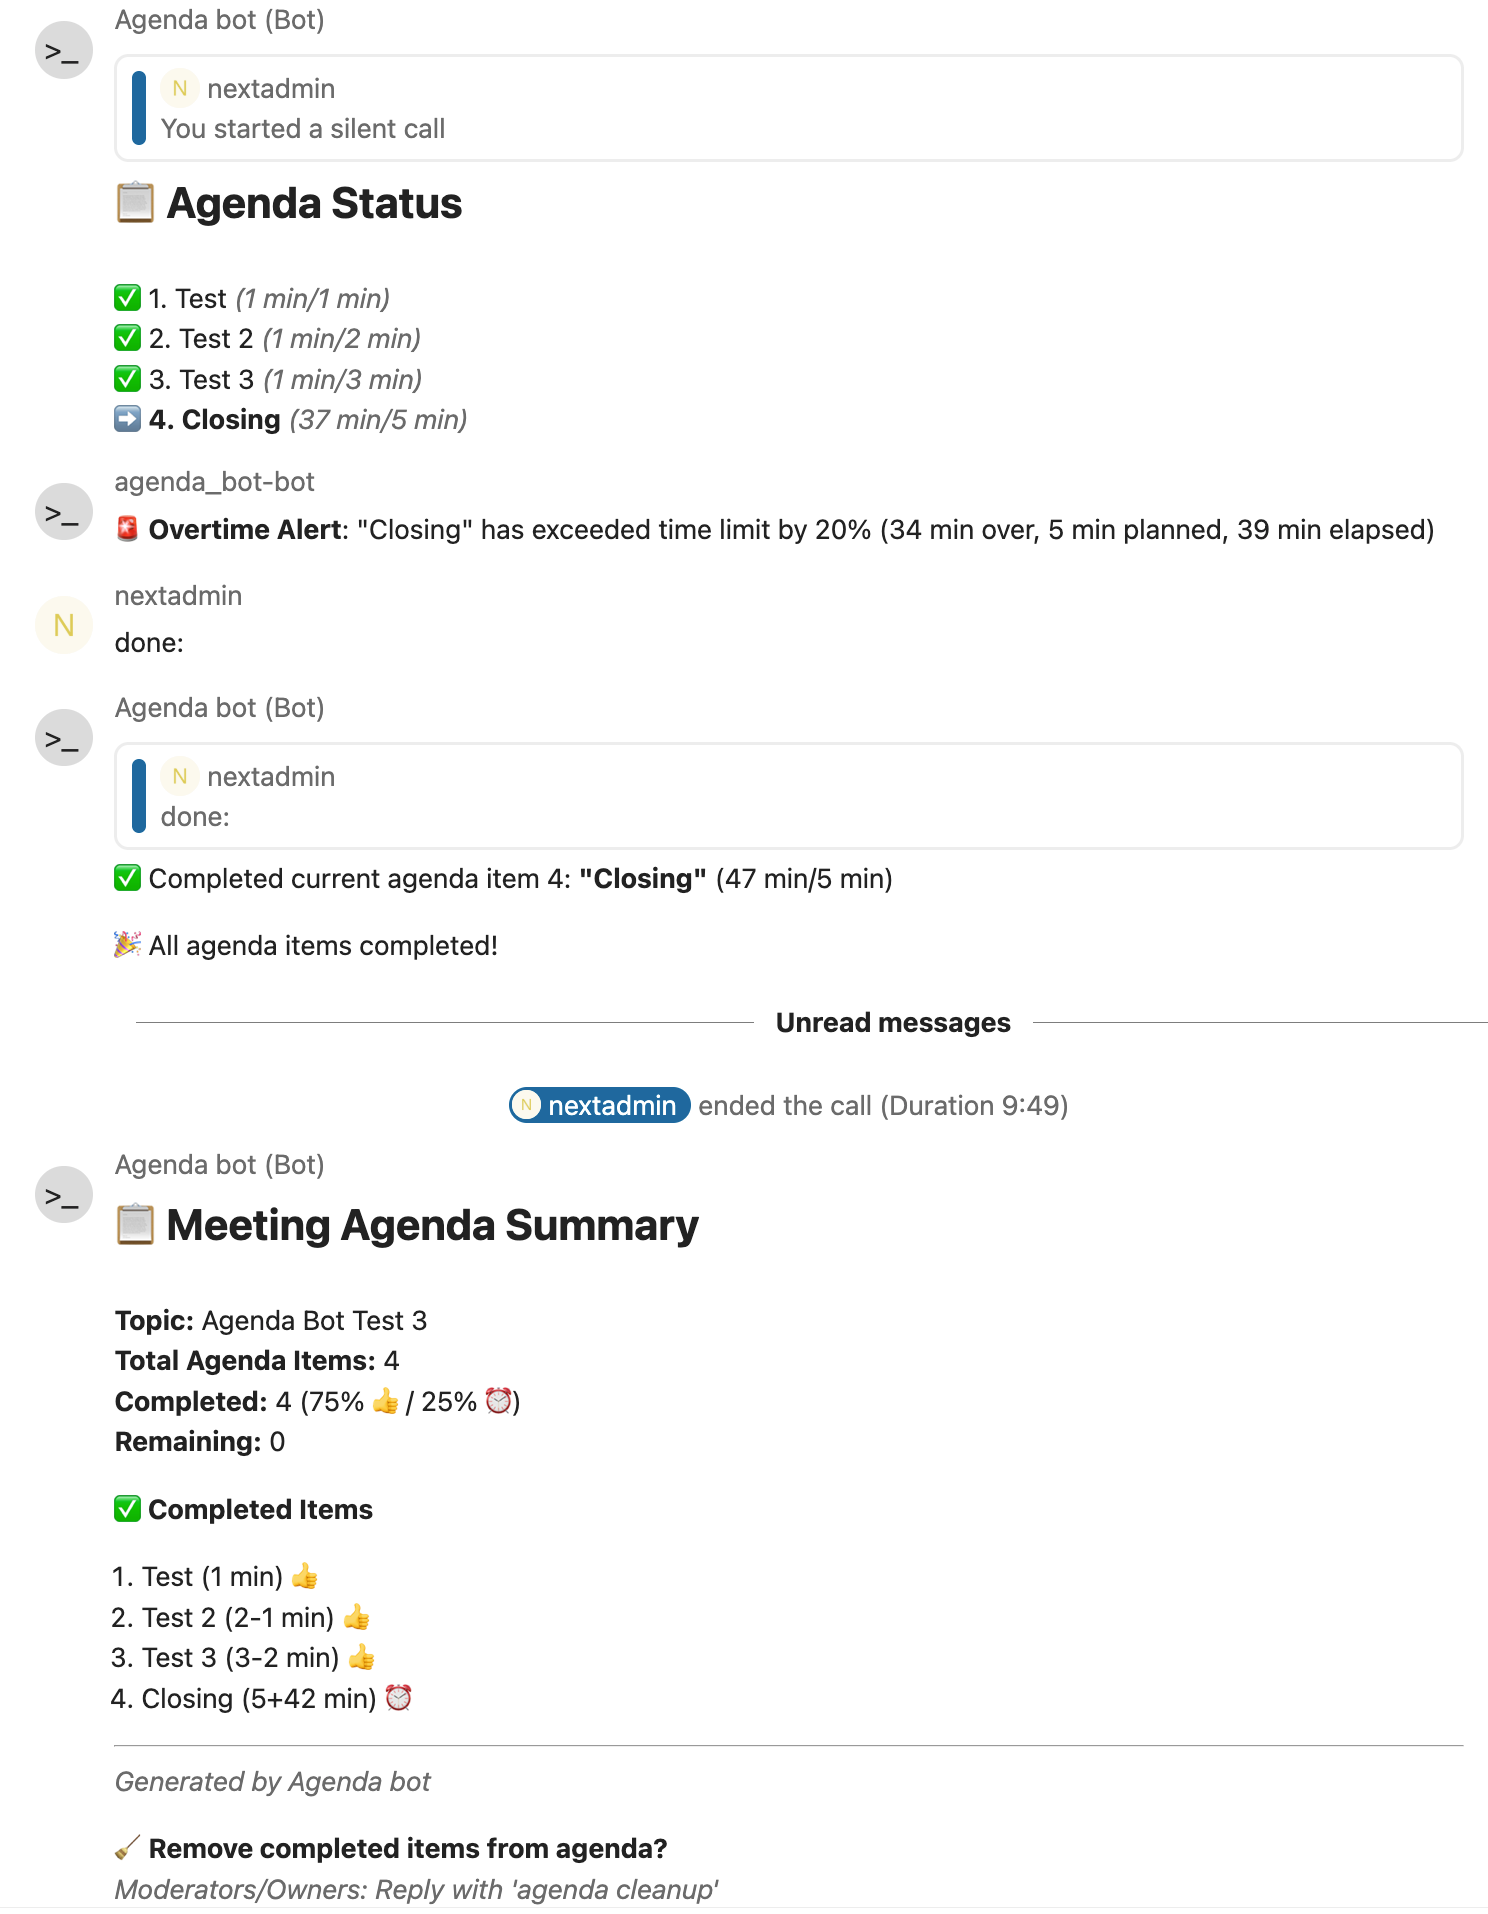 Agenda bot (Bot)
>_
N nextadmin
You started a silent call
📋 Agenda Status
✅ 1. Test (1 min/1 min)
✅ 2. Test 2 (1 min/2 min)
✅ 3. Test 3 (1 min/3 min)
➡️ 4. Closing (37 min/5 min)
agenda_bot-bot
>_
🚨 Overtime Alert: "Closing" has exceeded time limit by 20% (34 min over, 5 min planned, 39 min elapsed)
nextadmin
N
done:
Agenda bot (Bot)
>_
N nextadmin
done:
✅ Completed current agenda item 4: "Closing" (47 min/5 min)
🎉 All agenda items completed!
Unread messages
N nextadmin ended the call (Duration 9:49)
Agenda bot (Bot)
>_
📋 Meeting Agenda Summary
Topic: Agenda Bot Test 3
Total Agenda Items: 4
Completed: 4 (75% 👍 / 25% ⏰)
Remaining: 0
✅ Completed Items
1. Test (1 min) 👍
2. Test 2 (2-1 min) 👍
3. Test 3 (3-2 min) 👍
4. Closing (5+42 min) ⏰
Generated by Agenda bot
🧹 Remove completed items from agenda?
Moderators/Owners: Reply with 'agenda cleanup'